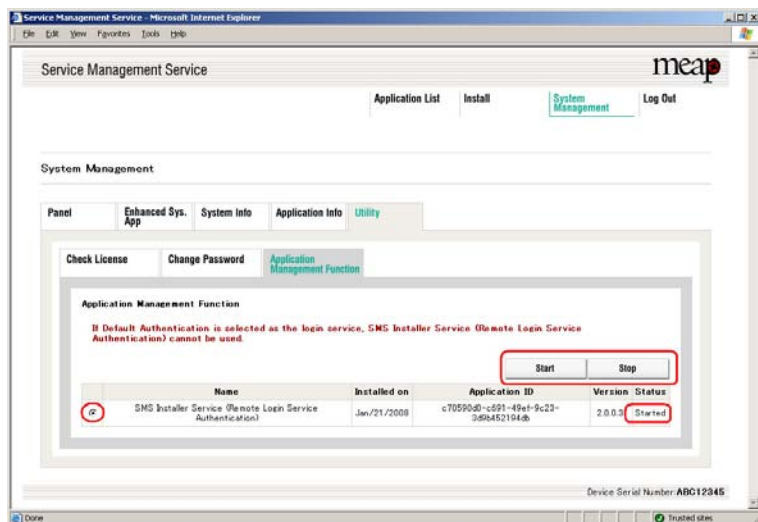 Service Management Service - Microsoft Internet Explorer
File Edit View Favorites Tools Help
Service Management Service
meap
Application List Install System Management Log Out
System Management
Panel Enhanced Sys. App System Info Application Info Utility
Check License Change Password Application Management Function
Application Management Function
If Default Authentication is selected as the login service, SMS Installer Service (Remote Login Service
Authentication) cannot be used.
Start Stop
Name Installed on Application ID Version Status
SMS Installer Service (Remote Login Service Authentication) Jan/21/2008 c70590d0-c691-49ef-9c23-3d9b452194db 2.0.0.3 Started
Device Serial Number:ABC12345
Done Trusted sites